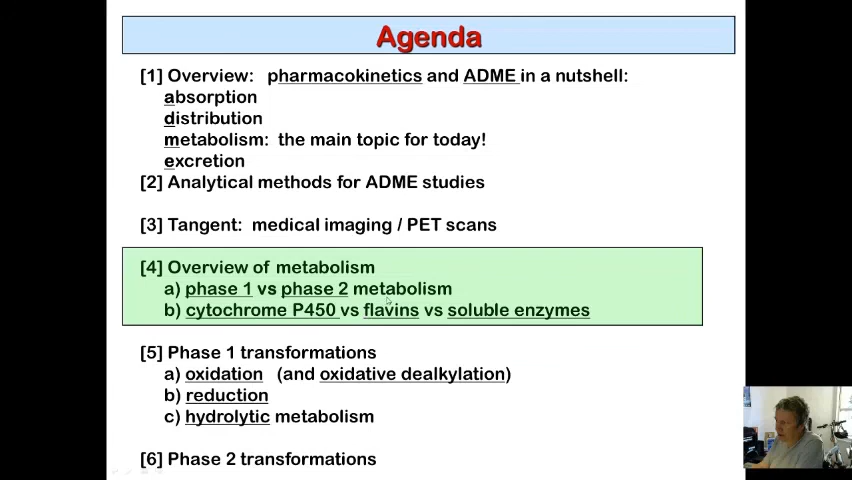 Agenda
[1] Overview: pharmacokinetics and ADME in a nutshell:
absorption
distribution
metabolism: the main topic for today!
excretion
[2] Analytical methods for ADME studies
[3] Tangent: medical imaging / PET scans
[4] Overview of metabolism
a) phase 1 vs phase 2 metabolism
b) cytochrome P450 vs flavins vs soluble enzymes
[5] Phase 1 transformations
a) oxidation (and oxidative dealkylation)
b) reduction
c) hydrolytic metabolism
[6] Phase 2 transformations